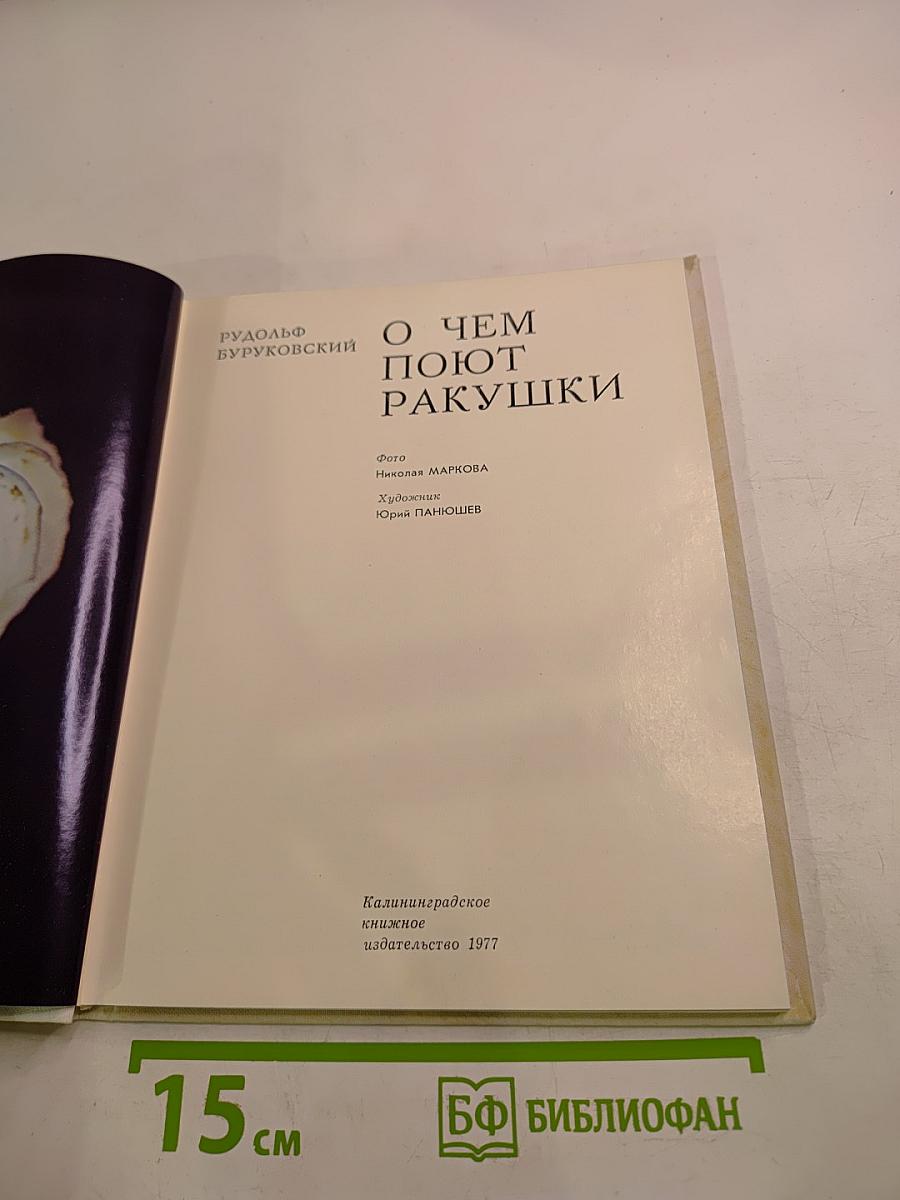 РУДОЛЬФ
БУРУКОВСКИЙ
О ЧЕМ
ПОЮТ
РАКУШКИ
Фото
Николая МАРКОВА
Художник
Юрий ПАНЮШЕВ
Калининградское
книжное
издательство 1977
15 см
БФ БИБЛИОФАН